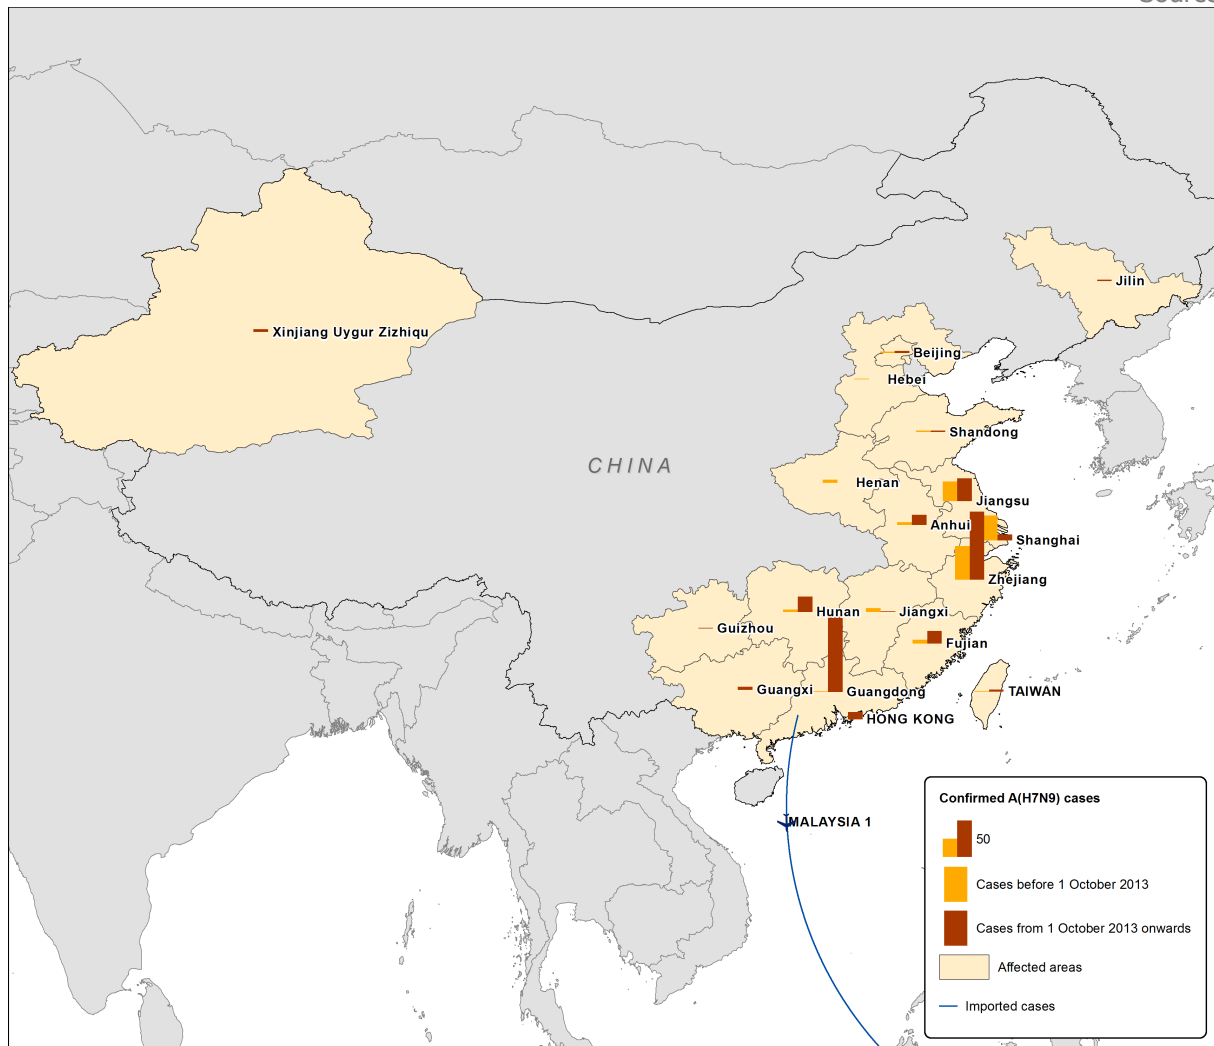 Jilin
Xinjiang Uygur Zizhiqu
Beijing
Hebei
Shandong
CHINA
Henan
Jiangsu
Anhui
Shanghai
Zhejiang
Hunan
Jiangxi
Guizhou
Fujian
Guangxi
Guangdong
TAIWAN
HONG KONG
MALAYSIA 1
Confirmed A(H7N9) cases
50
Cases before 1 October 2013
Cases from 1 October 2013 onwards
Affected areas
Imported cases